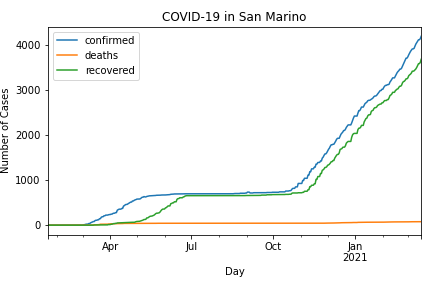 COVID-19 in San Marino
confirmed
deaths
recovered
Number of Cases
4000
3000
2000
1000
0
Apr
Jul
Oct
Jan
2021
Day